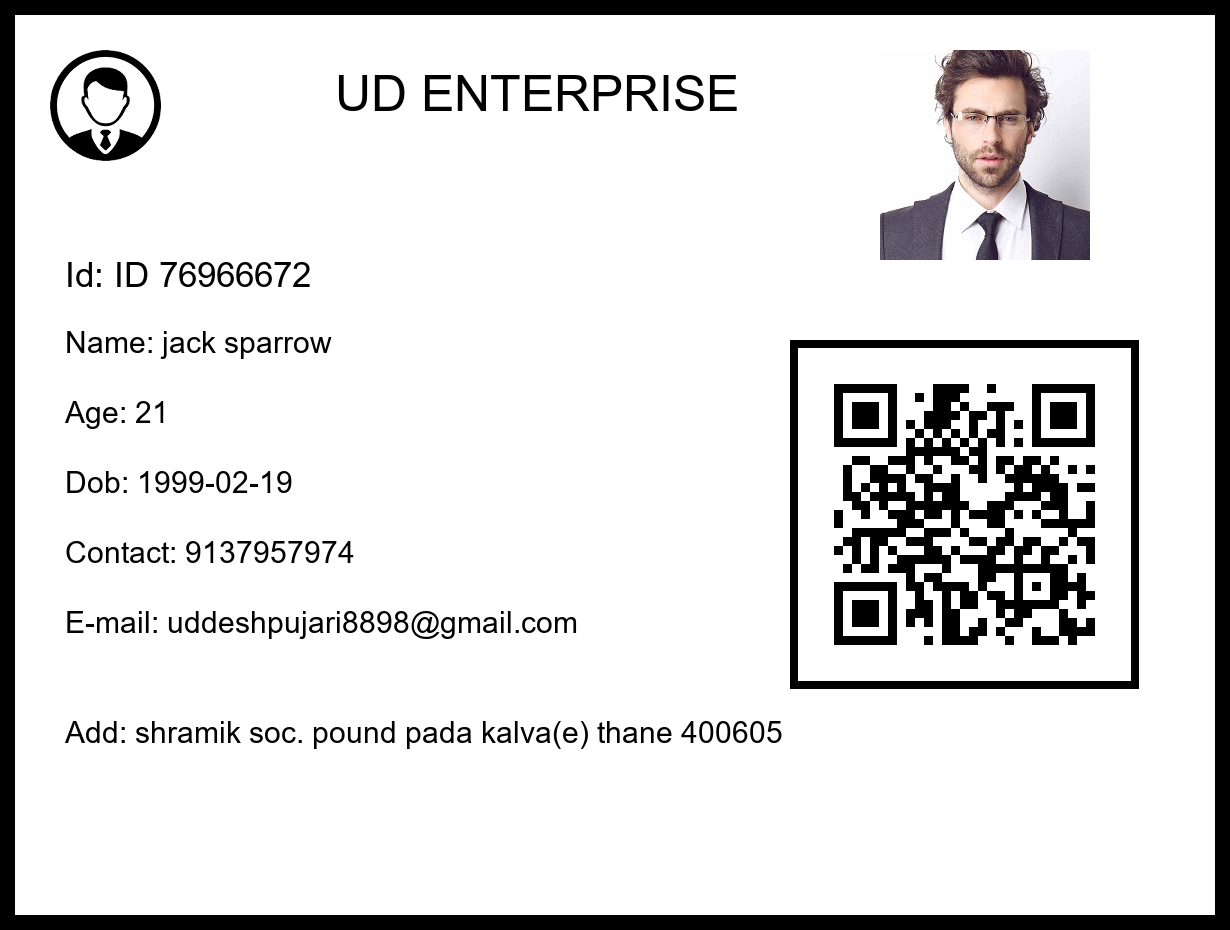 UD ENTERPRISE
Id: ID 76966672
Name: jack sparrow
Age: 21
Dob: 1999-02-19
Contact: 9137957974
E-mail: uddeshpujari8898@gmail.com
Add: shramik soc. pound pada kalva(e) thane 400605